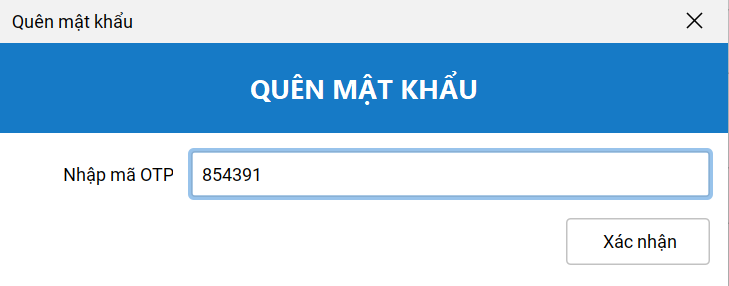 Quên mật khẩu
QUÊN MẬT KHẨU
Nhập mã OTP 854391
Xác nhận